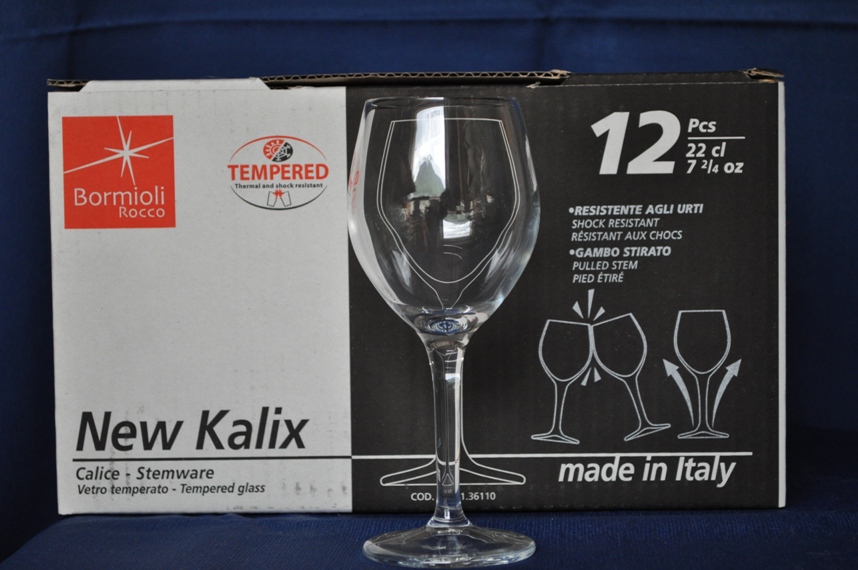 Bormioli
Rocco
TEMPERED
Thermal and shock resistant
12 Pcs
22 cl
7 2/4 oz
•RESISTENTE AGLI URTI
SHOCK RESISTANT
RÉSISTANT AUX CHOCS
•GAMBO STIRATO
PULLED STEM
PIED ÉTIRÉ
New Kalix
Calice - Stemware
Vetro temperato - Tempered glass
made in Italy
COD. 1.36110